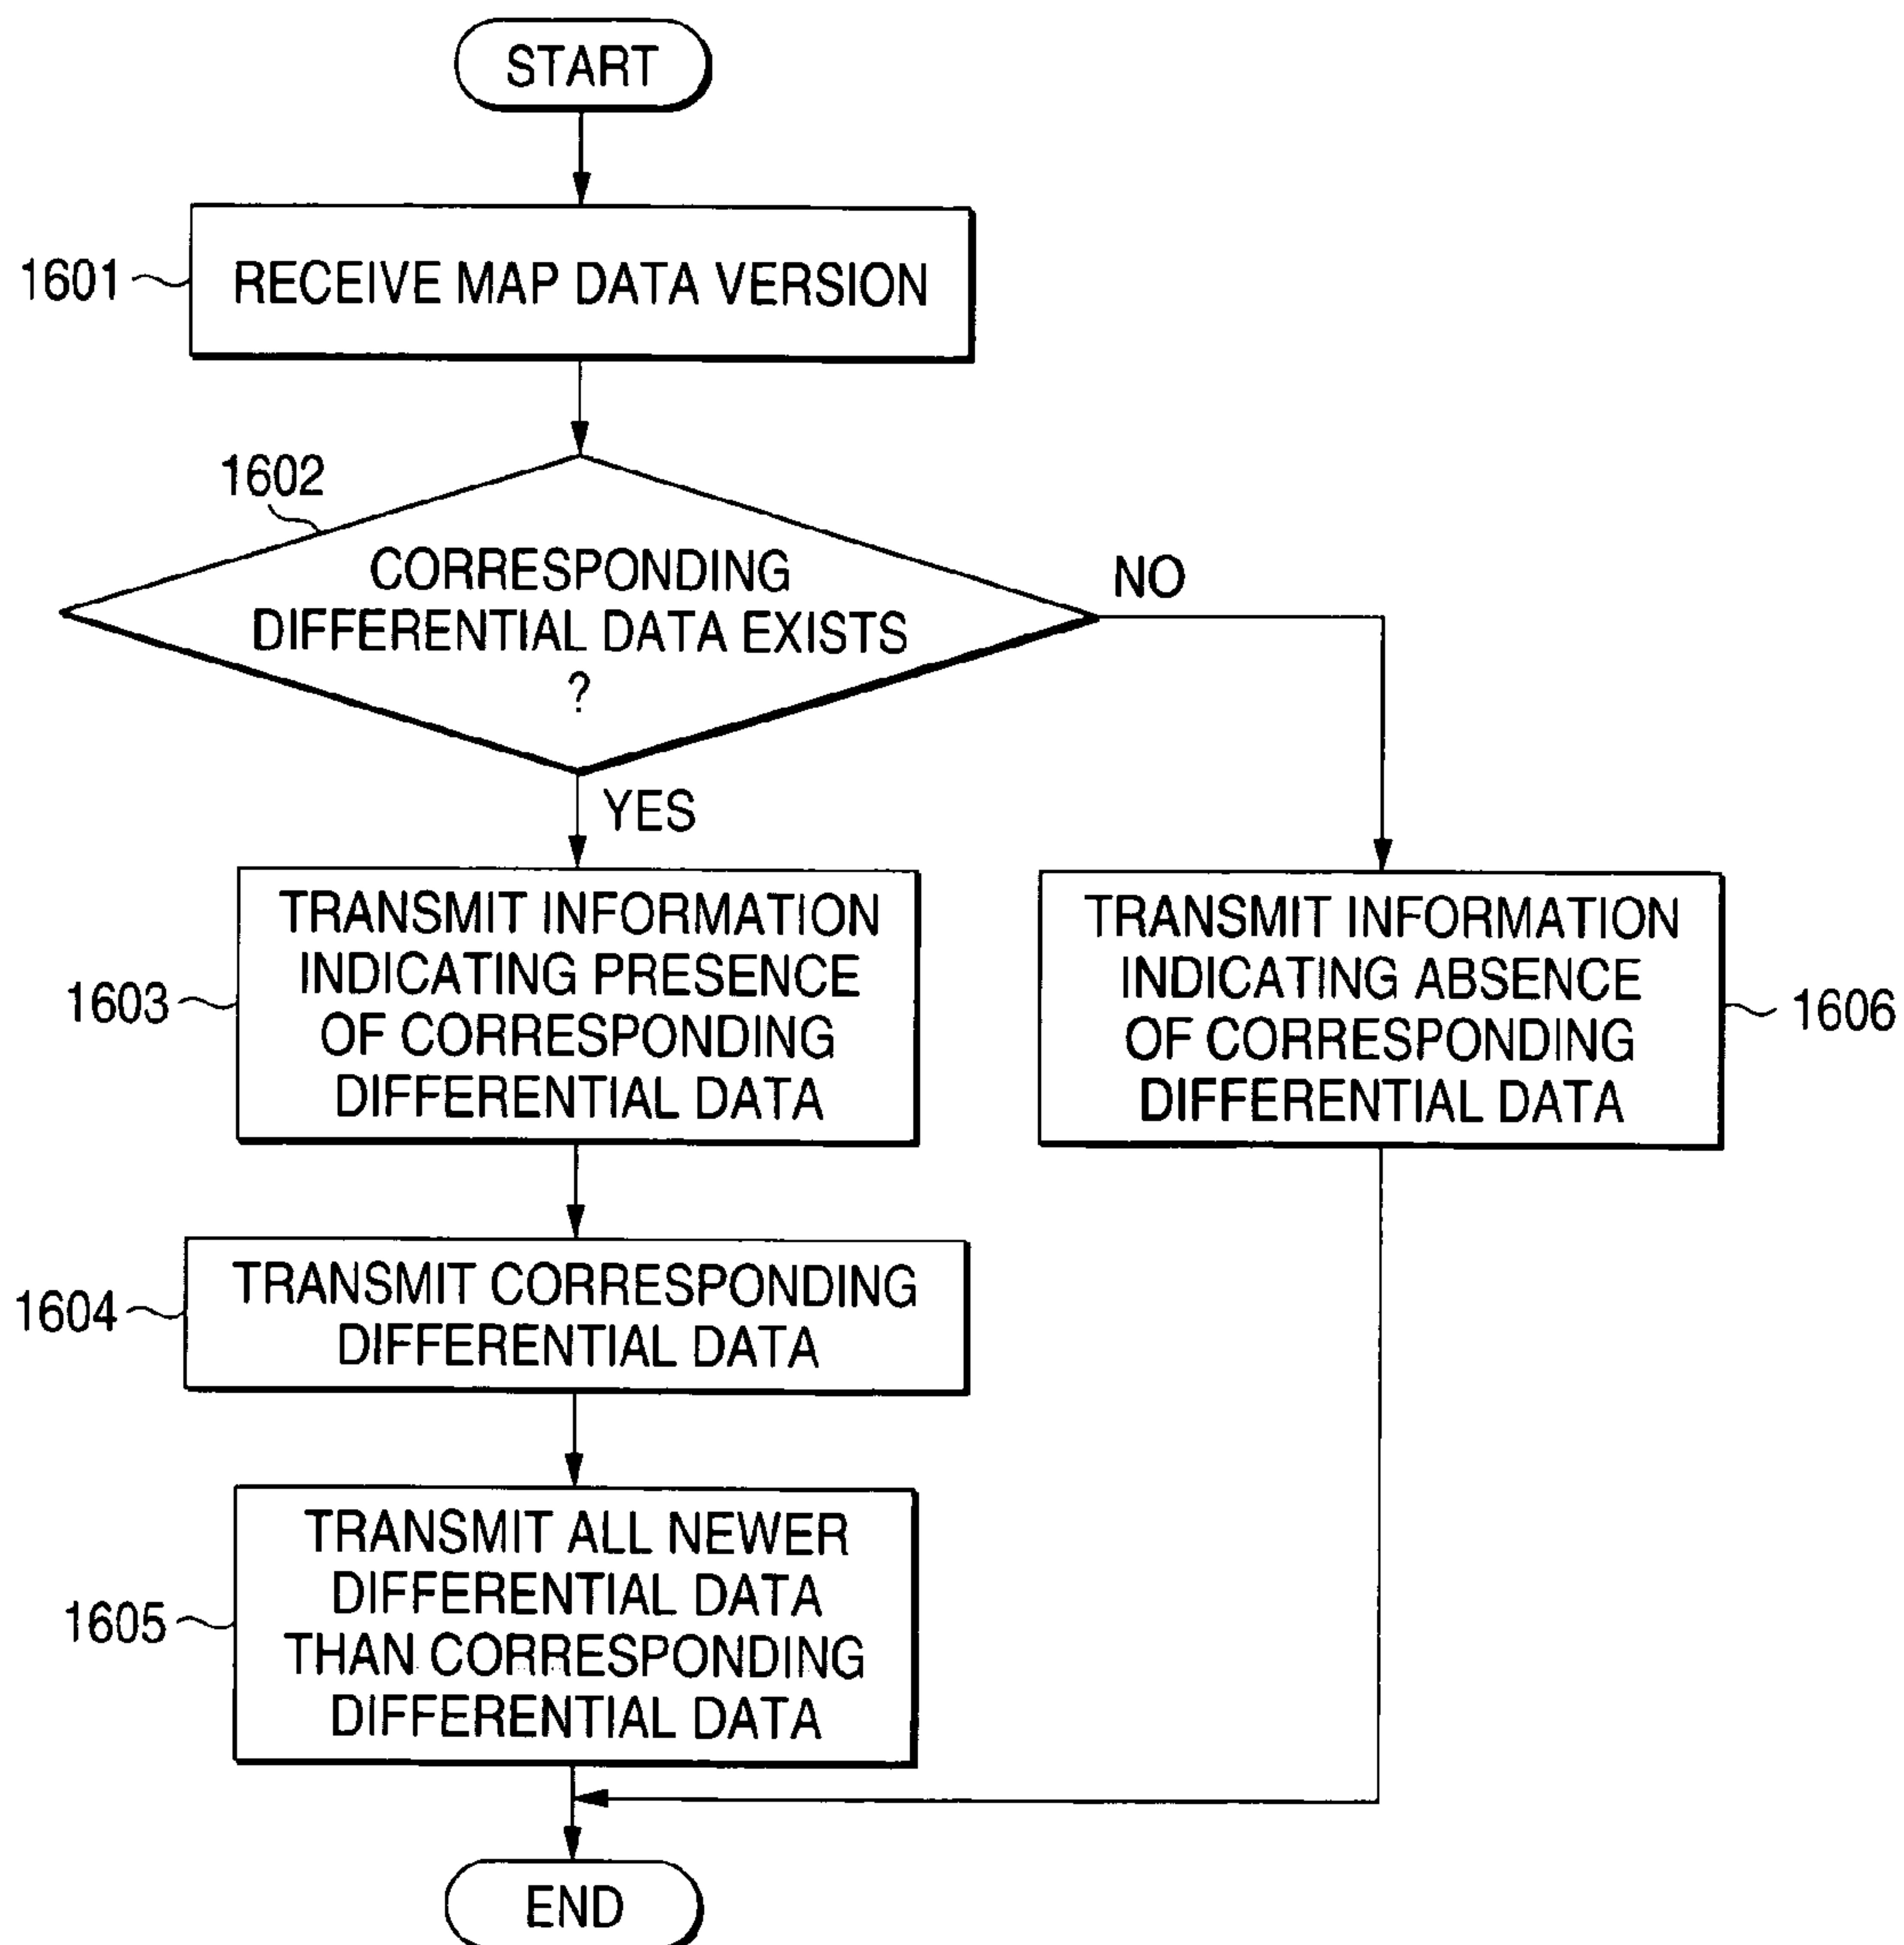 START
1601
RECEIVE MAP DATA VERSION
1602
CORRESPONDING
DIFFERENTIAL DATA EXISTS
?
NO
YES
1603
TRANSMIT INFORMATION
INDICATING PRESENCE
OF CORRESPONDING
DIFFERENTIAL DATA
TRANSMIT INFORMATION
INDICATING ABSENCE
OF CORRESPONDING
DIFFERENTIAL DATA
1606
1604
TRANSMIT CORRESPONDING
DIFFERENTIAL DATA
1605
TRANSMIT ALL NEWER
DIFFERENTIAL DATA
THAN CORRESPONDING
DIFFERENTIAL DATA
END